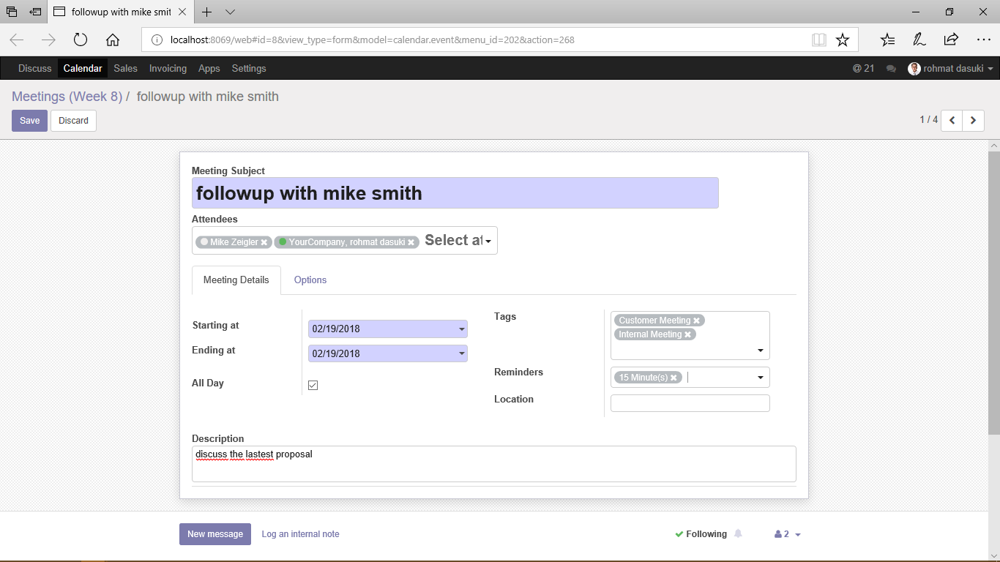 followup with mike smit
localhost:8069/web#id=8&view_type=form&model=calendar.event&menu_id=202&action=268
Discuss Calendar Sales Invoicing Apps Settings @ 21 rohmat dasuki
Meetings (Week 8) / followup with mike smith
Save Discard 1 / 4
Meeting Subject
followup with mike smith
Attendees
Mike Zeigler YourCompany, rohmat dasuki Select at
Meeting Details Options
Starting at 02/19/2018
Ending at 02/19/2018
All Day
Tags Customer Meeting
Internal Meeting
Reminders 15 Minute(s)
Location
Description
discuss the lastest proposal
New message Log an internal note Following 2